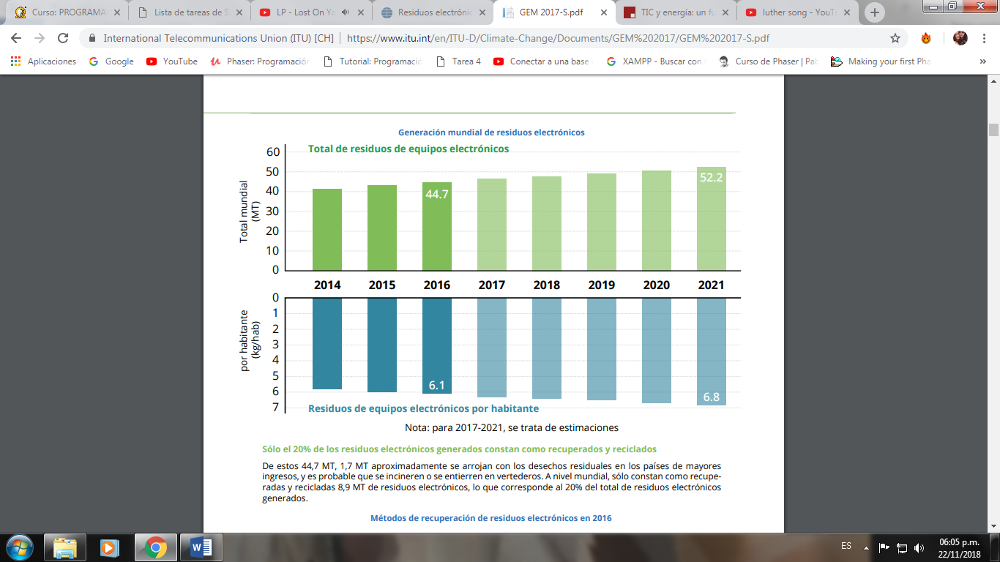 Curso: PROGRAMA
Lista de tareas de S
LP - Lost On Yo
Residuos electrónic
GEM 2017-S.pdf
TIC y energía: un fu
luther song - YouTu
International Telecommunications Union (ITU) [CH]
https://www.itu.int/en/ITU-D/Climate-Change/Documents/GEM%202017/GEM%202017-S.pdf
Aplicaciones
Google
YouTube
Phaser: Programación
Tutorial: Programació
Tarea 4
Conectar a una base
XAMPP - Buscar con
Curso de Phaser | Pab
Making your first Pha
»
Generación mundial de residuos electrónicos
Total de residuos de equipos electrónicos
Total mundial
(MT)
60
50
40
30
20
10
0
44.7
52.2
2014 2015 2016 2017 2018 2019 2020 2021
por habitante
(kg/hab)
0
1
2
3
4
5
6
7
6.1
6.8
Residuos de equipos electrónicos por habitante
Nota: para 2017-2021, se trata de estimaciones
Sólo el 20% de los residuos electrónicos generados constan como recuperados y reciclados
De estos 44,7 MT, 1,7 MT aproximadamente se arrojan con los desechos residuales en los países de mayores
ingresos, y es probable que se incineren o se entierren en vertederos. A nivel mundial, sólo constan como recupe-
radas y recicladas 8,9 MT de residuos electrónicos, lo que corresponde al 20% del total de residuos electrónicos
generados.
Métodos de recuperación de residuos electrónicos en 2016
ES
06:05 p.m.
22/11/2018